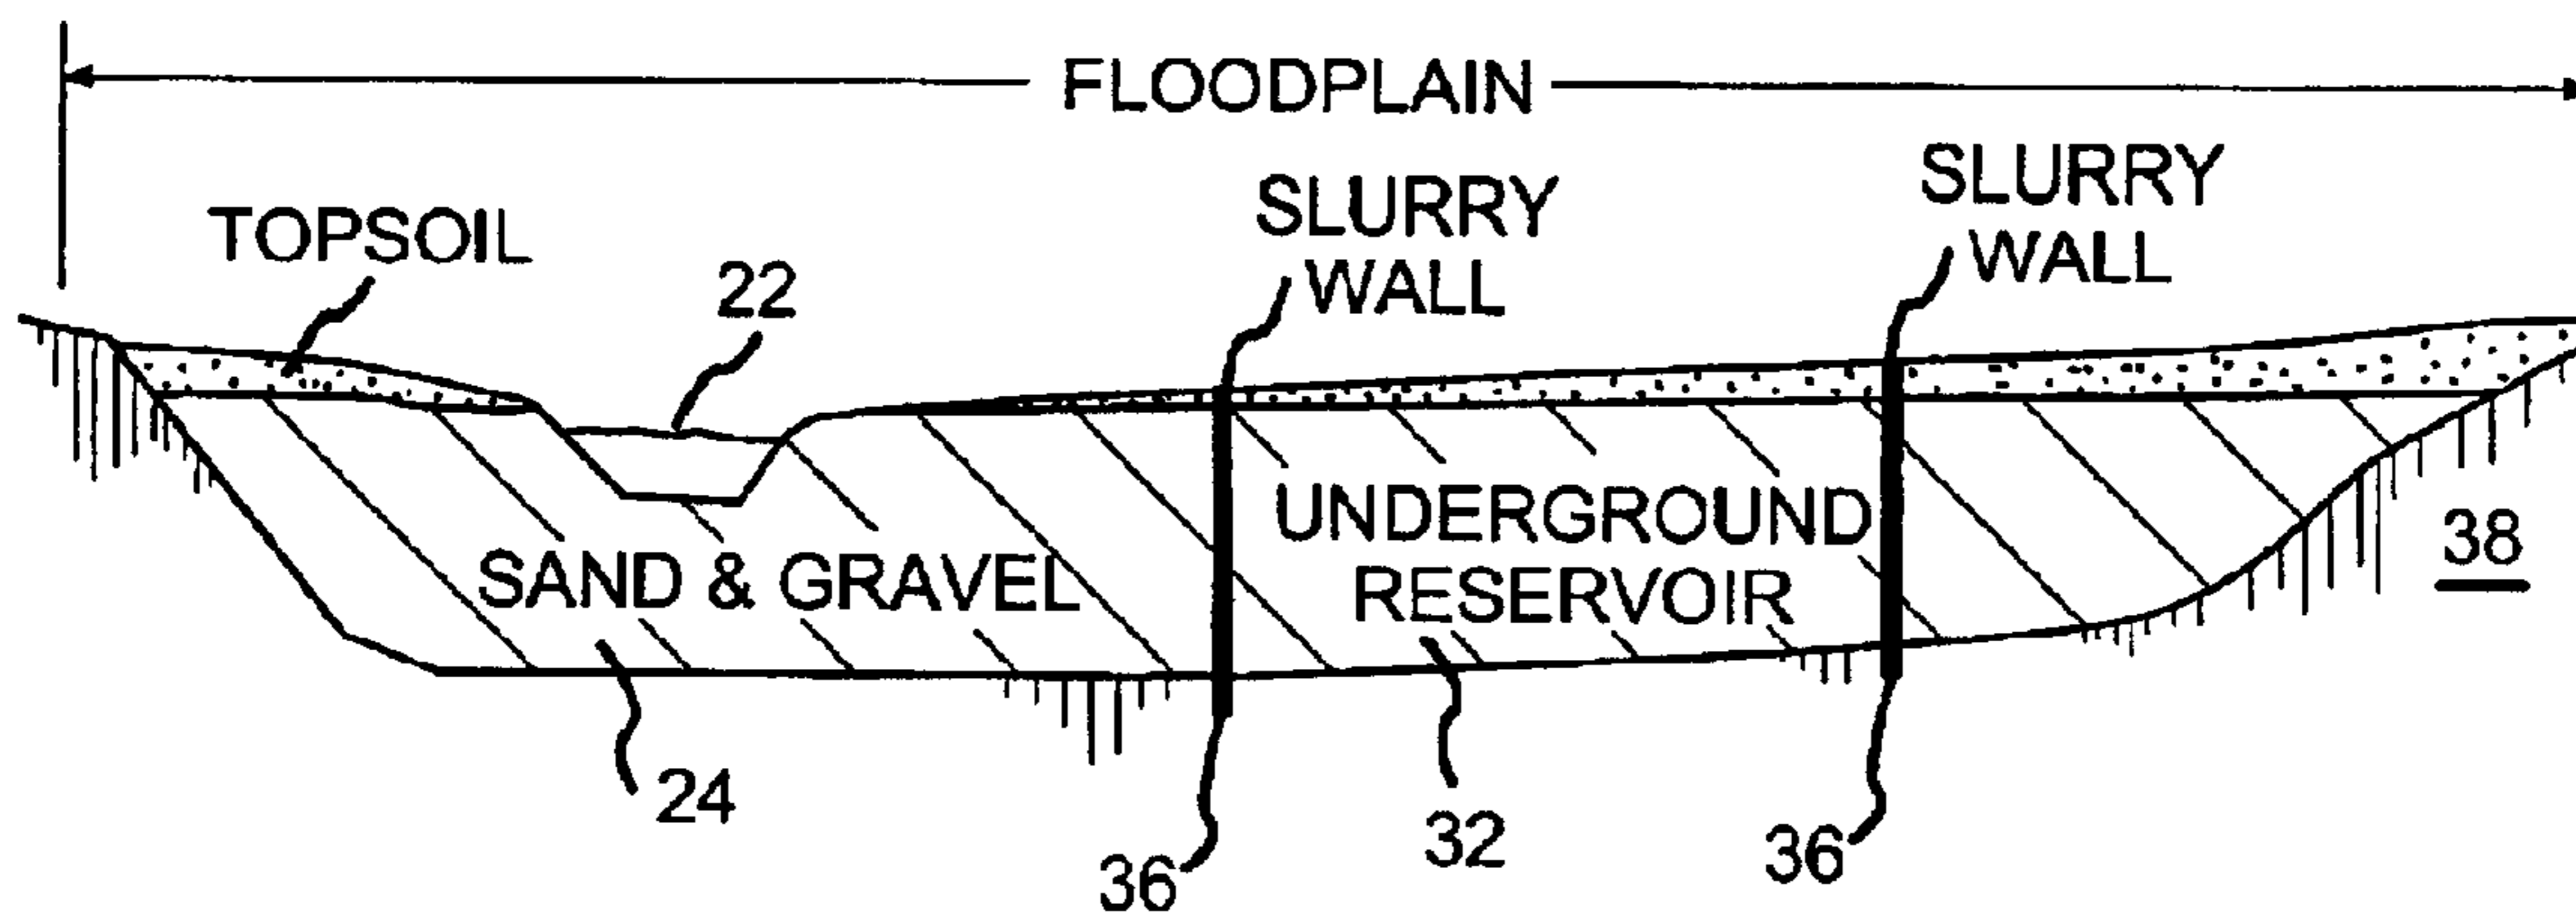 FLOODPLAIN
TOPSOIL
22
SLURRY
WALL
SLURRY
WALL
SAND & GRAVEL
UNDERGROUND
RESERVOIR
38
24
36
32
36